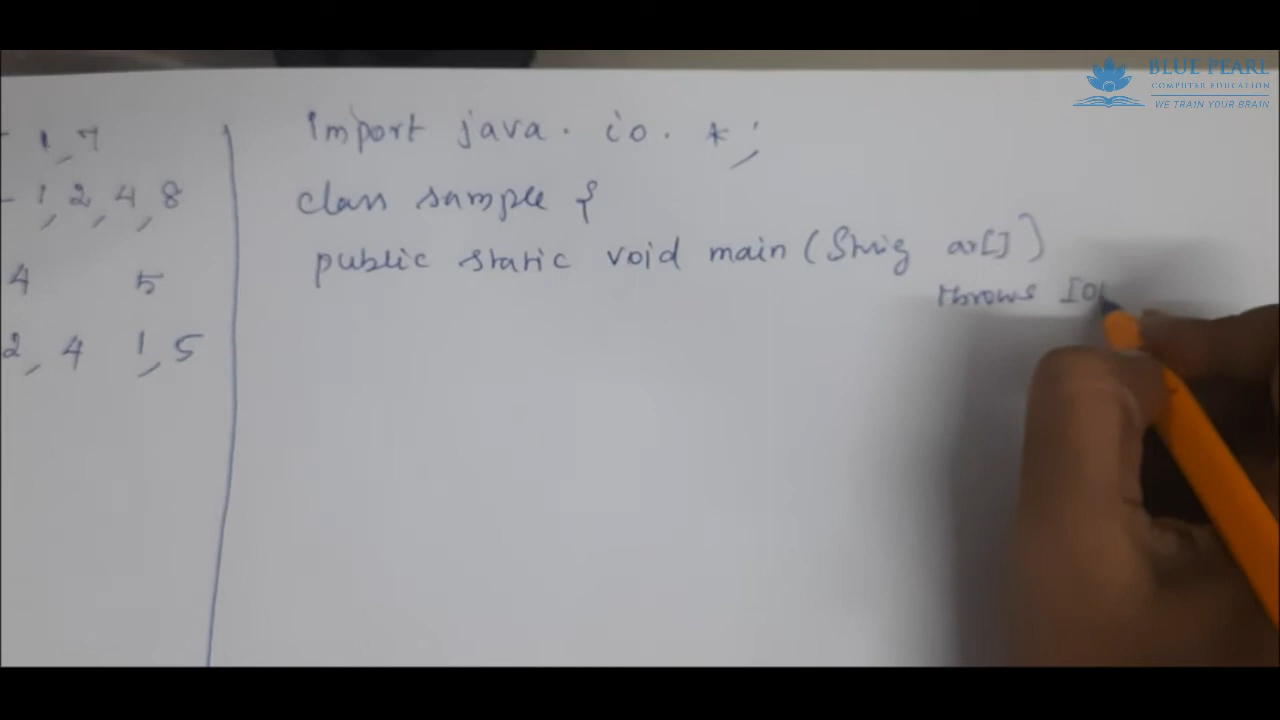 1, 7
1, 2, 4, 8
4 5
2, 4 1, 5
import java. io. *;
class sample {
public static void main (String ar[])
throws IO
BLUE PEARL
COMPUTER EDUCATION
WE TRAIN YOUR BRAIN